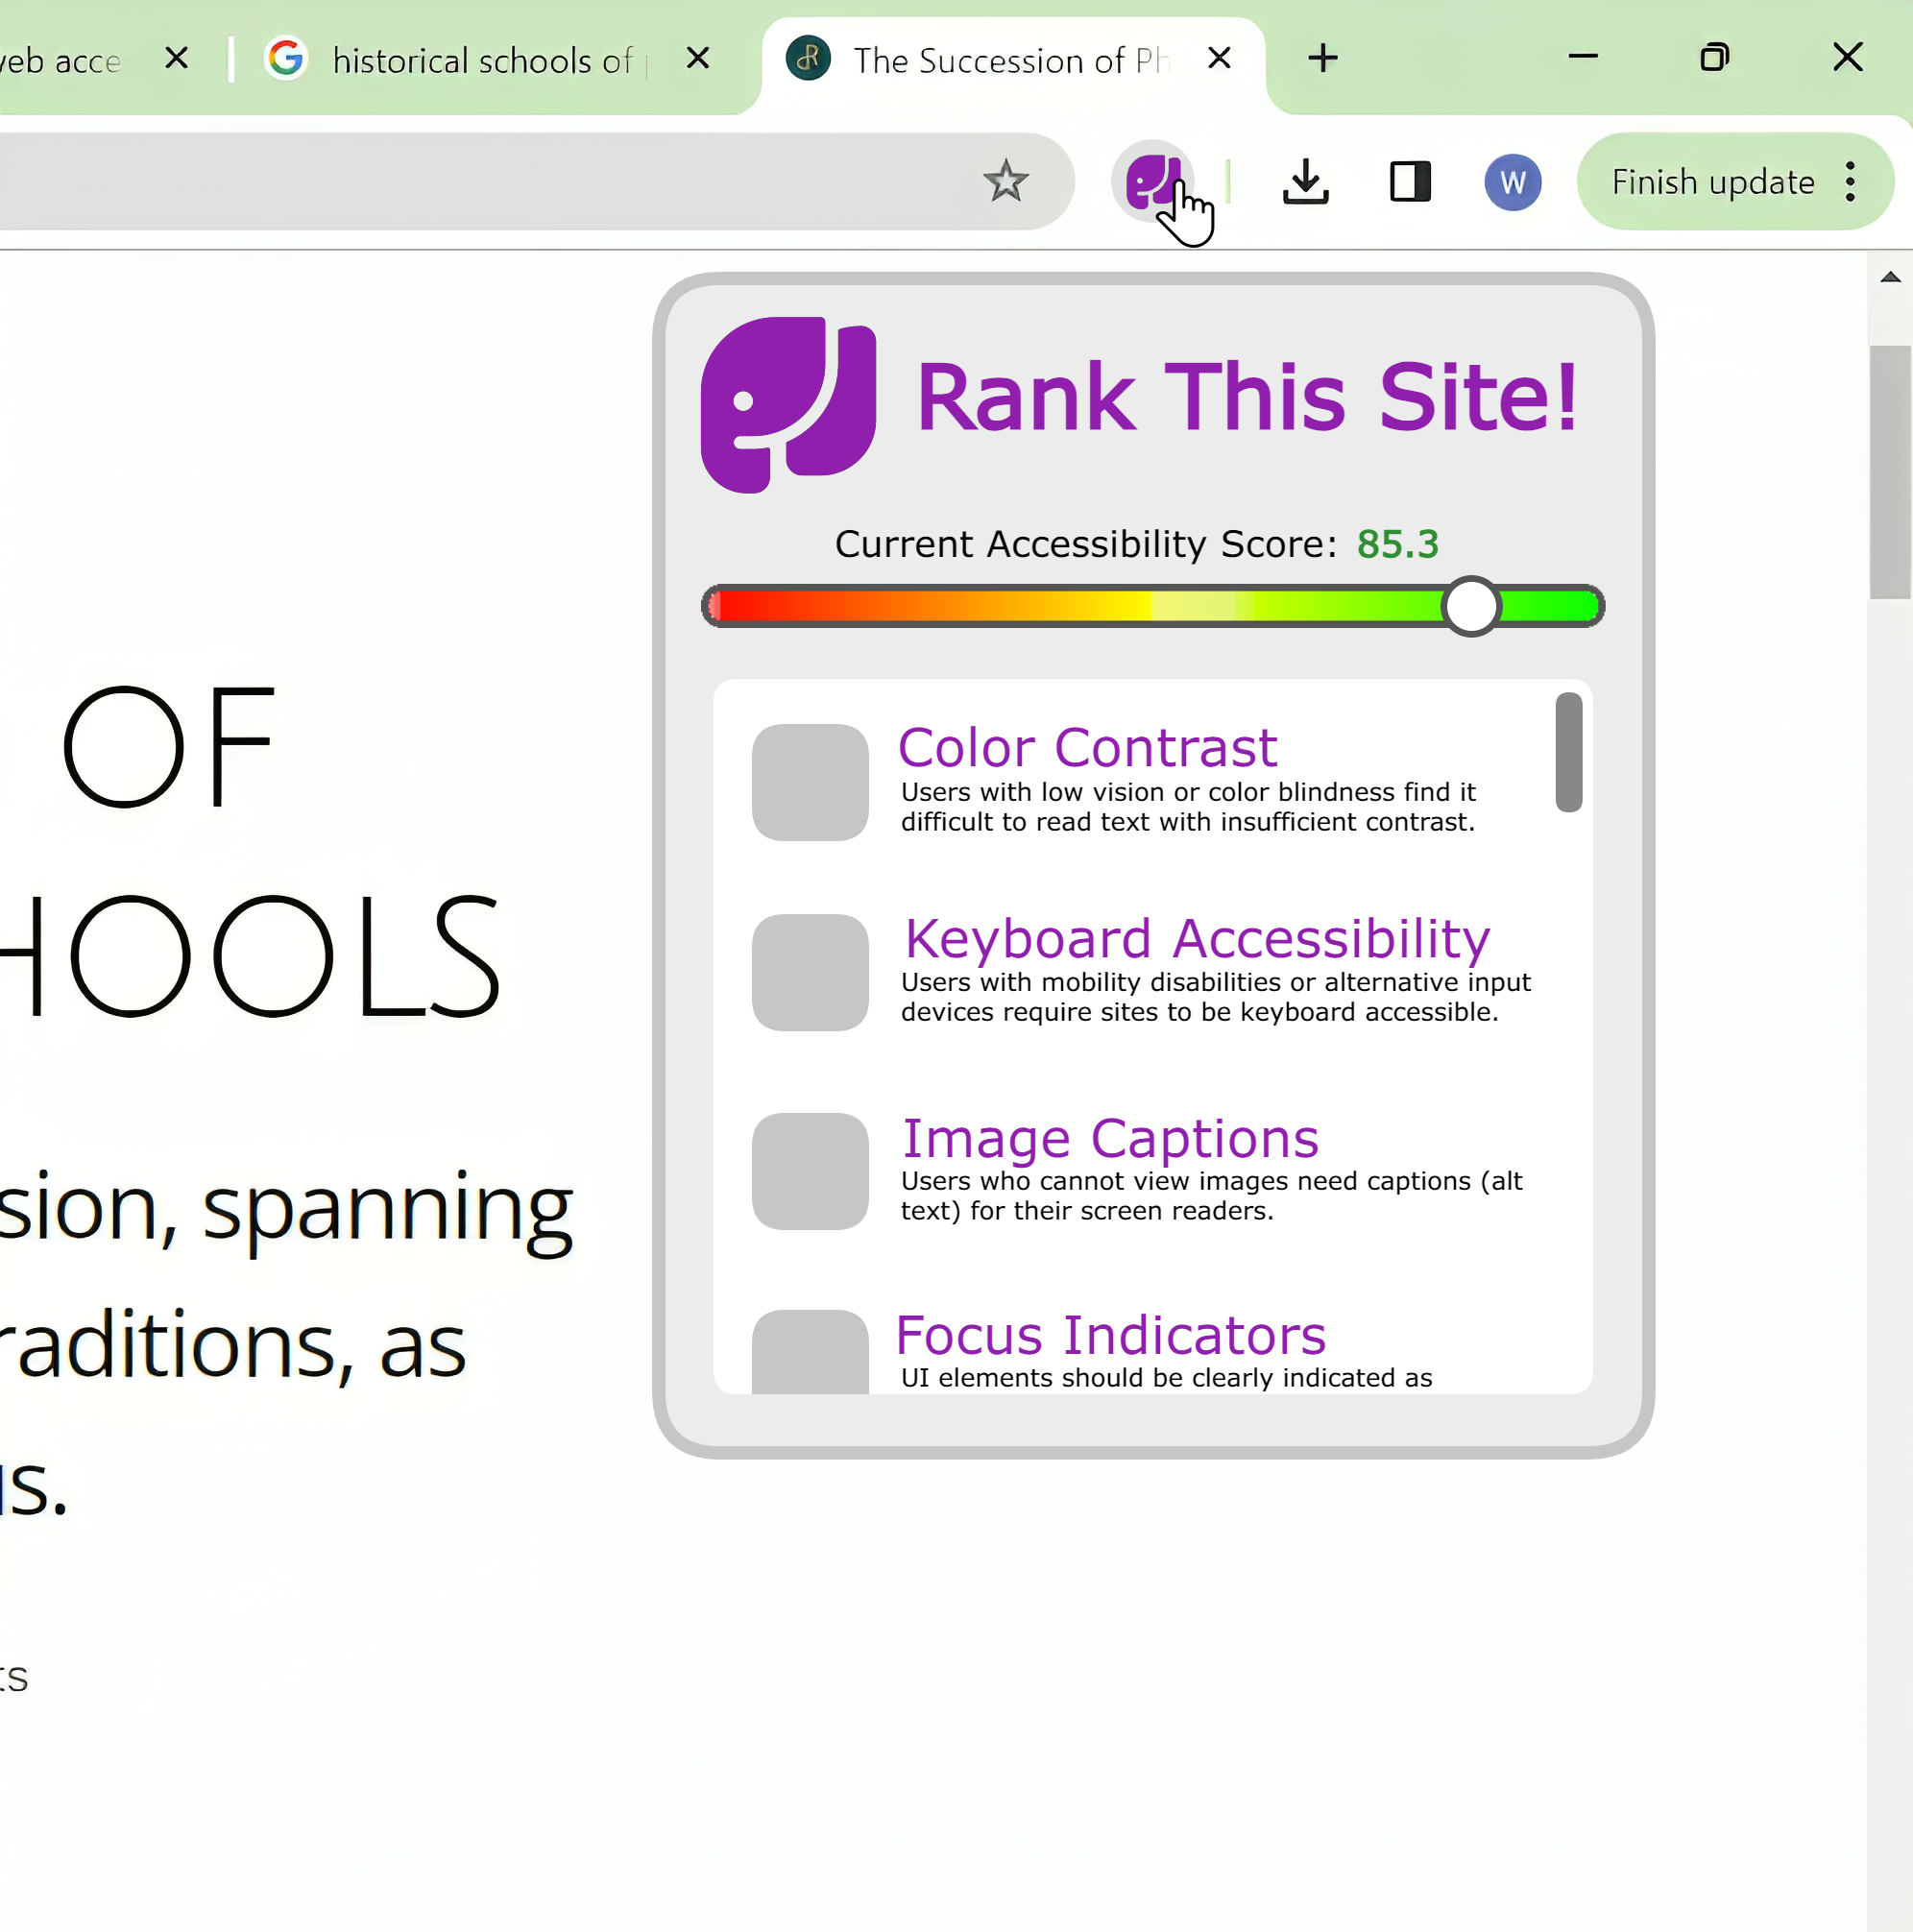 web acce
historical schools of
The Succession of Ph
W
Finish update
Rank This Site!
Current Accessibility Score: 85.3
OF
HOOLS
sion, spanning
raditions, as
us.
ts
Color Contrast
Users with low vision or color blindness find it
difficult to read text with insufficient contrast.
Keyboard Accessibility
Users with mobility disabilities or alternative input
devices require sites to be keyboard accessible.
Image Captions
Users who cannot view images need captions (alt
text) for their screen readers.
Focus Indicators
UI elements should be clearly indicated as